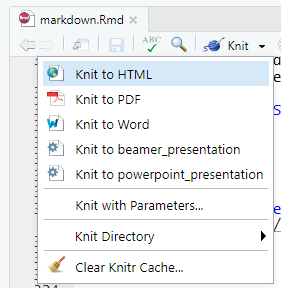 markdown.Rmd
ABC
Knit
Knit to HTML
Knit to PDF
Knit to Word
Knit to beamer_presentation
Knit to powerpoint_presentation
Knit with Parameters...
Knit Directory
Clear Knitr Cache...